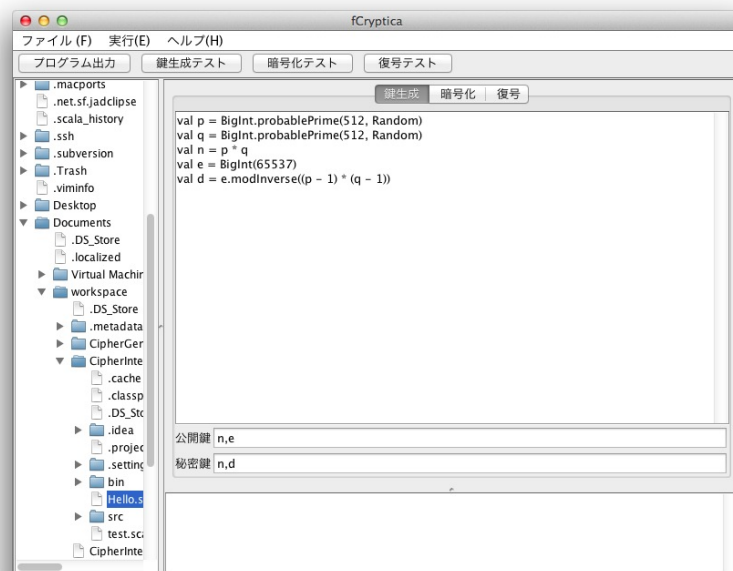 fCryptica
ファイル (F) 実行(E) ヘルプ(H)
プログラム出力 鍵生成テスト 暗号化テスト 復号テスト
.macports
.net.sf.jadclipse
.scala_history
.ssh
.subversion
.Trash
.viminfo
Desktop
Documents
.DS_Store
.localized
Virtual Machir
workspace
.DS_Store
.metadata
CipherGer
CipherInte
.cache
.classp
.DS_Stc
.idea
.projec
.setting
bin
Hello.s
src
test.sca
CipherInte
鍵生成 暗号化 復号
val p = BigInt.probablePrime(512, Random)
val q = BigInt.probablePrime(512, Random)
val n = p * q
val e = BigInt(65537)
val d = e.modInverse((p - 1) * (q - 1))
公開鍵 n,e
秘密鍵 n,d